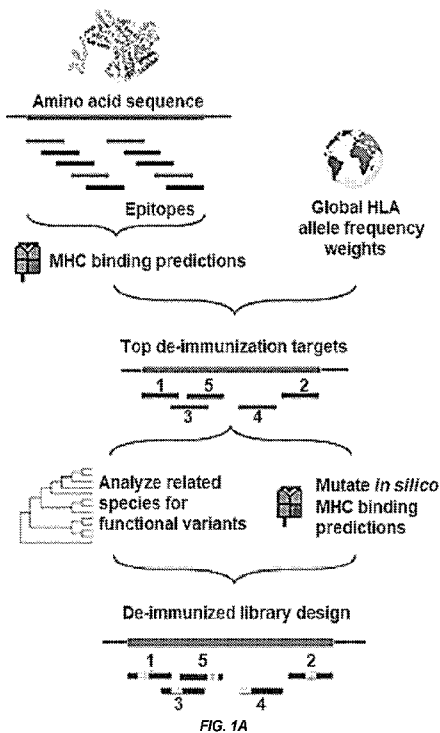 Amino acid sequence
Epitopes
MHC binding predictions
Global HLA
allele frequency
weights
Top de-immunization targets
1 5 2
3 4
Analyze related
species for
functional variants
Mutate in silico
MHC binding
predictions
De-immunized library design
1 5 2
3 4
FIG. 1A